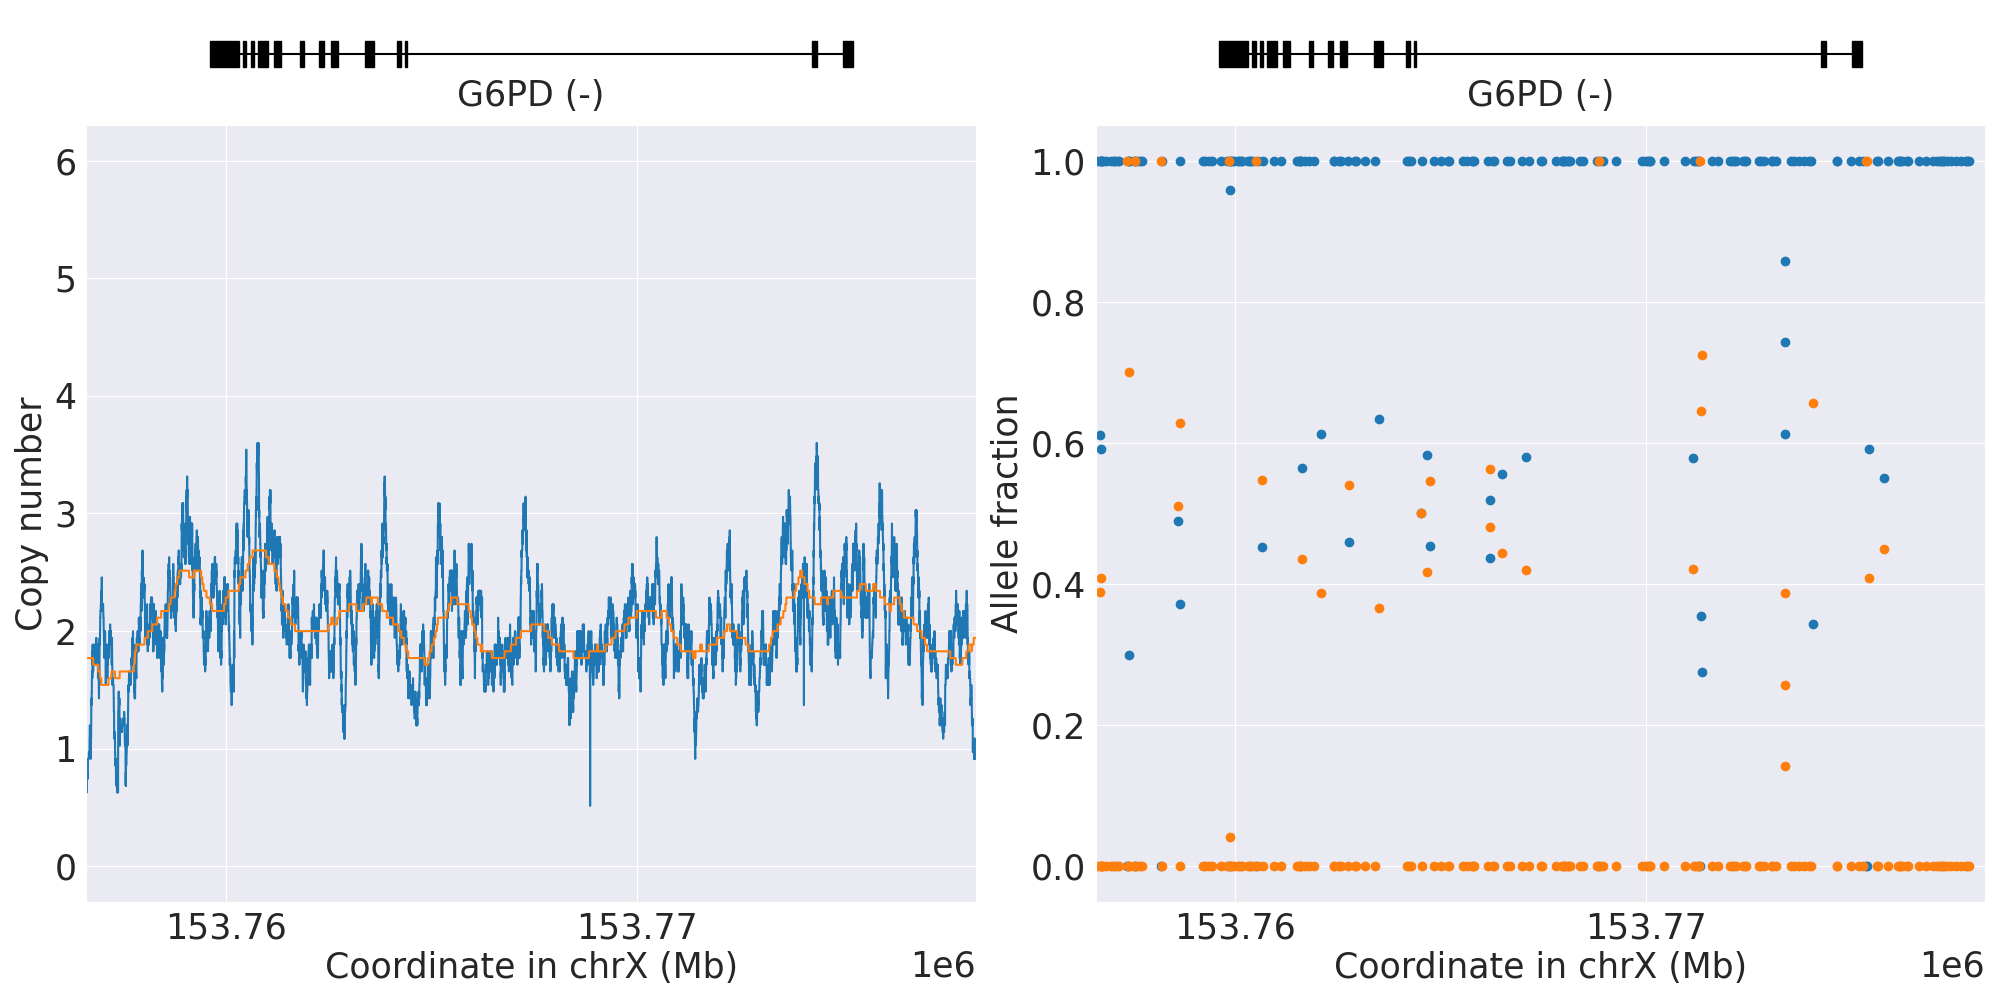 G6PD (-)
6
5
4
3
2
1
0
Copy number
153.76
153.77
Coordinate in chrX (Mb)
1e6
G6PD (-)
1.0
0.8
0.6
0.4
0.2
0.0
Allele fraction
153.76
153.77
Coordinate in chrX (Mb)
1e6